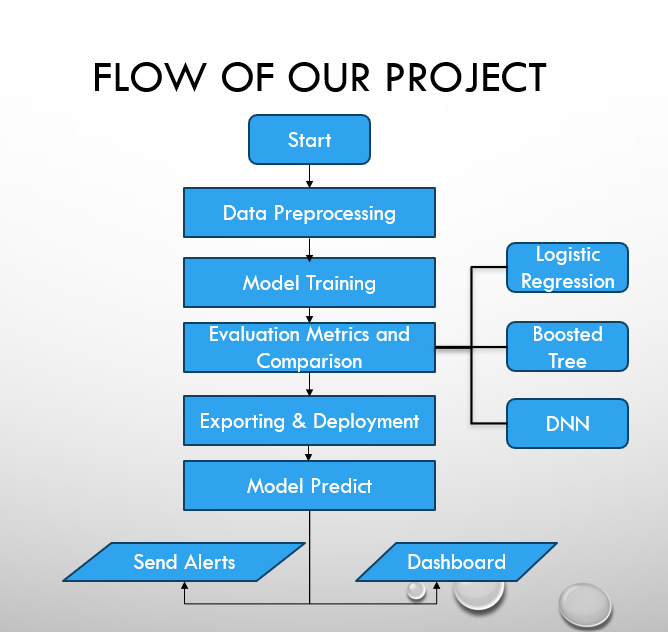 FLOW OF OUR PROJECT
Start
Data Preprocessing
Model Training
Evaluation Metrics and
Comparison
Logistic
Regression
Boosted
Tree
DNN
Exporting & Deployment
Model Predict
Send Alerts
Dashboard